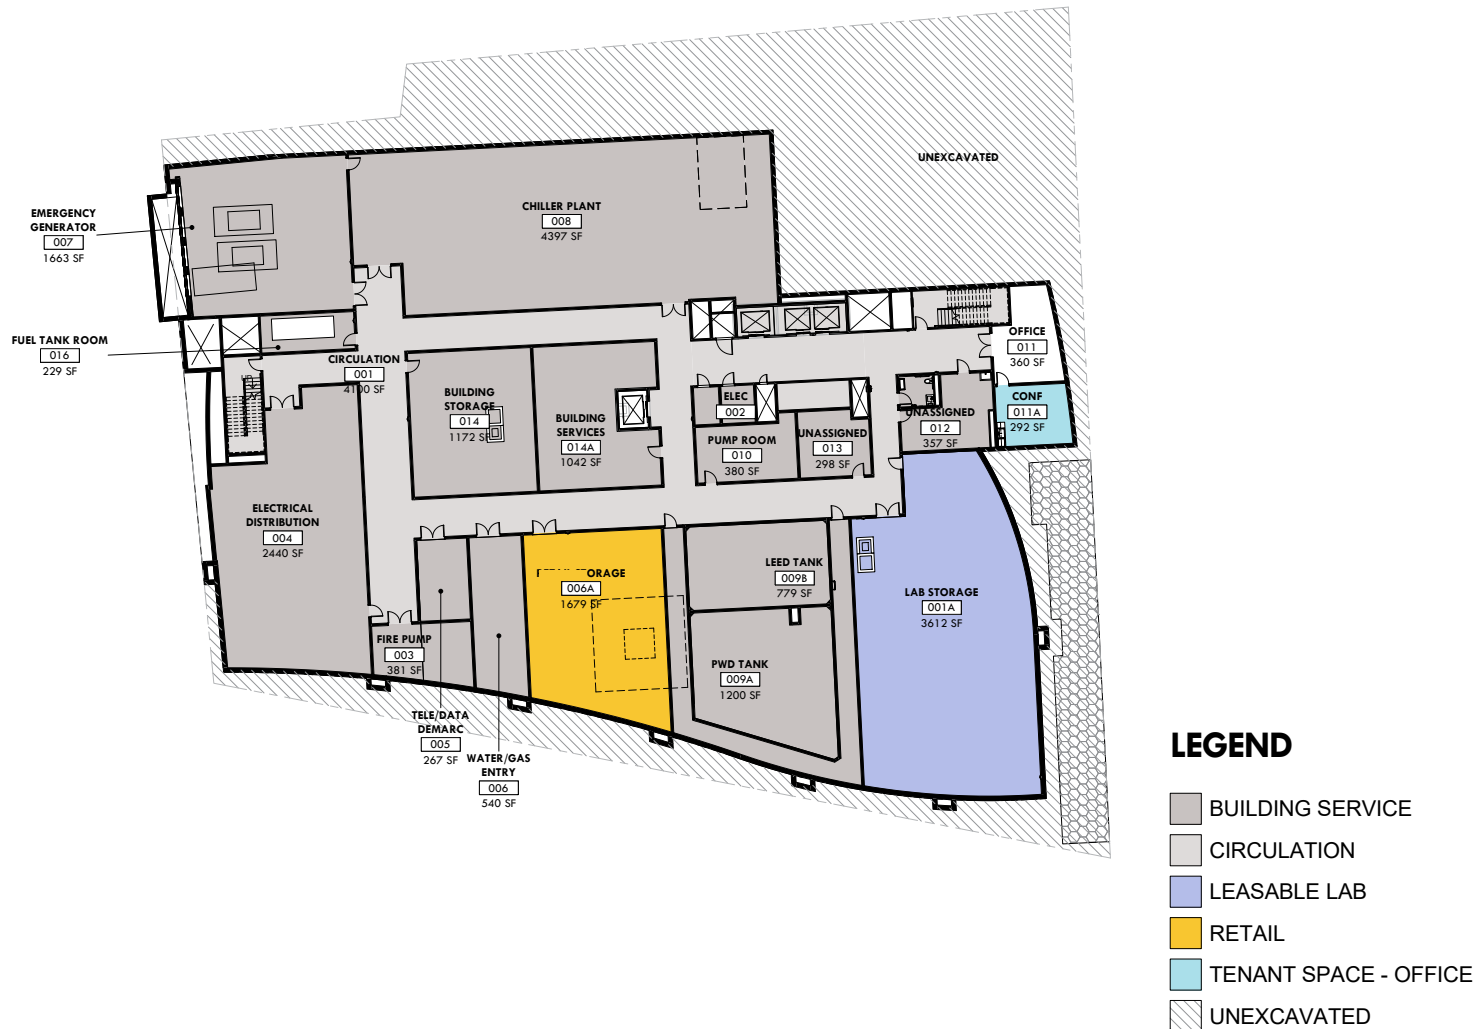 UNEXCAVATED
CHILLER PLANT
008
4397 SF
EMERGENCY
GENERATOR
007
1663 SF
FUEL TANK ROOM
016
229 SF
CIRCULATION
001
4100 SF
OFFICE
011
360 SF
CONF
011A
292 SF
BUILDING
STORAGE
014
1172 SF
BUILDING
SERVICES
014A
1042 SF
ELEC
002
UNASSIGNED
012
357 SF
PUMP ROOM
010
380 SF
UNASSIGNED
013
298 SF
ELECTRICAL
DISTRIBUTION
004
2440 SF
ORAGE
006A
1679 SF
LEED TANK
009B
779 SF
LAB STORAGE
001A
3612 SF
FIRE PUMP
003
381 SF
PWD TANK
009A
1200 SF
TELE/DATA
DEMARC
005
267 SF
WATER/GAS
ENTRY
006
540 SF
LEGEND
BUILDING SERVICE
CIRCULATION
LEASABLE LAB
RETAIL
TENANT SPACE - OFFICE
UNEXCAVATED